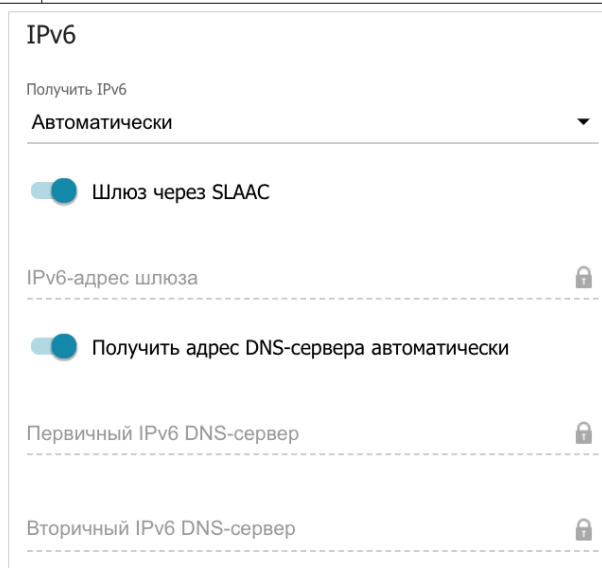 IPv6
Получить IPv6
Автоматически
Шлюз через SLAAC
IPv6-адрес шлюза
Получить адрес DNS-сервера автоматически
Первичный IPv6 DNS-сервер
Вторичный IPv6 DNS-сервер